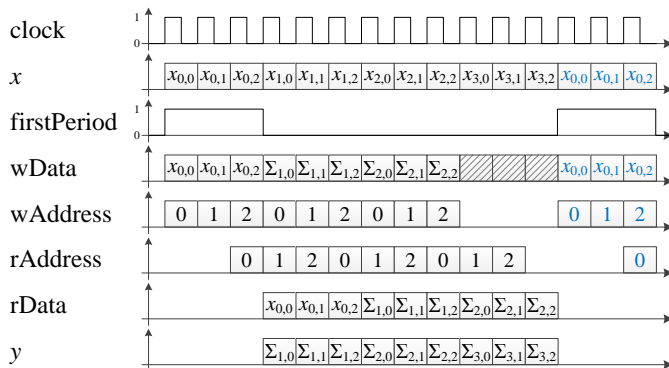 clock 1 0
x x0,0 x0,1 x0,2 x1,0 x1,1 x1,2 x2,0 x2,1 x2,2 x3,0 x3,1 x3,2 x0,0 x0,1 x0,2
firstPeriod 1 0
wData x0,0 x0,1 x0,2 Σ1,0 Σ1,1 Σ1,2 Σ2,0 Σ2,1 Σ2,2 x0,0 x0,1 x0,2
wAddress 0 1 2 0 1 2 0 1 2 0 1 2
rAddress 0 1 2 0 1 2 0 1 2 0
rData x0,0 x0,1 x0,2 Σ1,0 Σ1,1 Σ1,2 Σ2,0 Σ2,1 Σ2,2
y Σ1,0 Σ1,1 Σ1,2 Σ2,0 Σ2,1 Σ2,2 Σ3,0 Σ3,1 Σ3,2